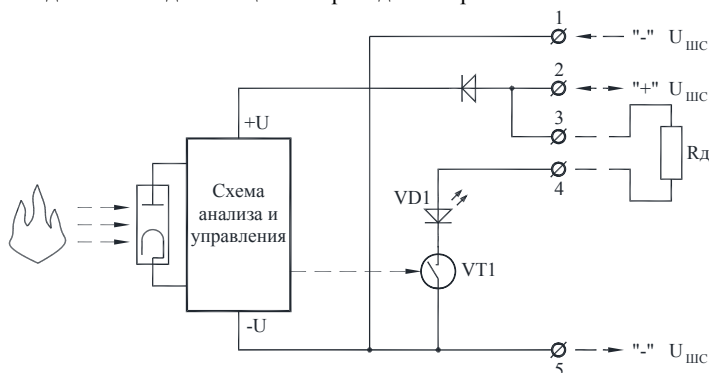 1
"-" U ШС
2
"+" U ШС
3
+U
Rд
4
Схема
анализа и
управления
VD1
VT1
-U
"-" U ШС
5